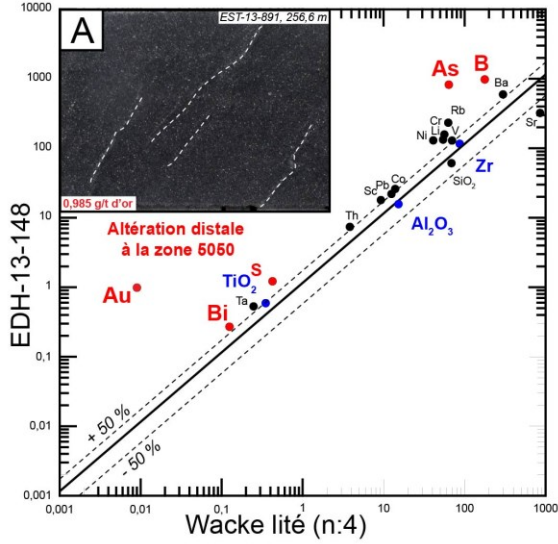 10000
1000
100
10
1
0,1
0,01
0,001
EDH-13-148
A
EST-13-891, 256,6 m
0,985 g/t d'or
Altération distale
à la zone 5050
As
B
Ba
Rb
Sr
Cr
Ni
Li
V
Zr
SiO2
Pb
Co
Sc
Al2O3
Th
S
TiO2
Au
Ta
Bi
+ 50 %
- 50 %
0,001
0,01
0,1
1
10
100
1000
Wacke lité (n:4)